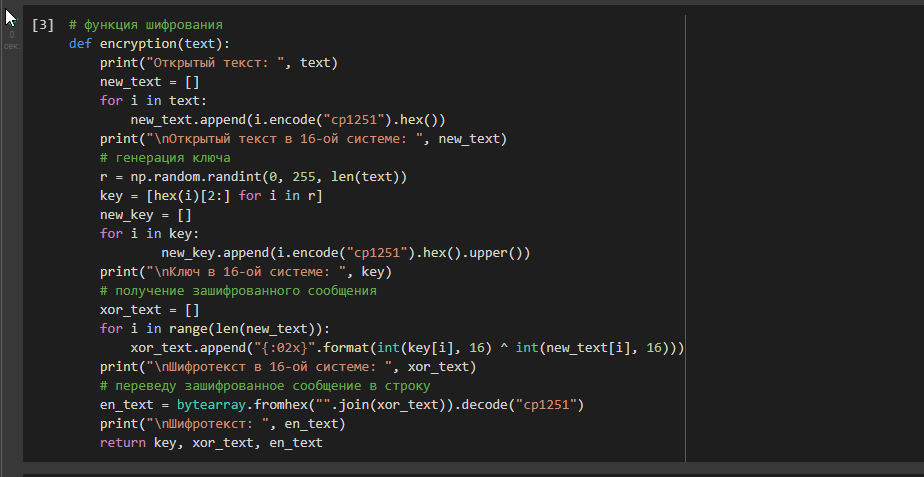 [3] # функция шифрования
0
сек.
def encryption(text):
    print("Открытый текст: ", text)
    new_text = []
    for i in text:
        new_text.append(i.encode("cp1251").hex())
    print("\nОткрытый текст в 16-ой системе: ", new_text)
    # генерация ключа
    r = np.random.randint(0, 255, len(text))
    key = [hex(i)[2:] for i in r]
    new_key = []
    for i in key:
            new_key.append(i.encode("cp1251").hex().upper())
    print("\nКлюч в 16-ой системе: ", key)
    # получение зашифрованного сообщения
    xor_text = []
    for i in range(len(new_text)):
        xor_text.append("{:02x}".format(int(key[i], 16) ^ int(new_text[i], 16)))
    print("\nШифротекст в 16-ой системе: ", xor_text)
    # переведу зашифрованное сообщение в строку
    en_text = bytearray.fromhex("".join(xor_text)).decode("cp1251")
    print("\nШифротекст: ", en_text)
    return key, xor_text, en_text